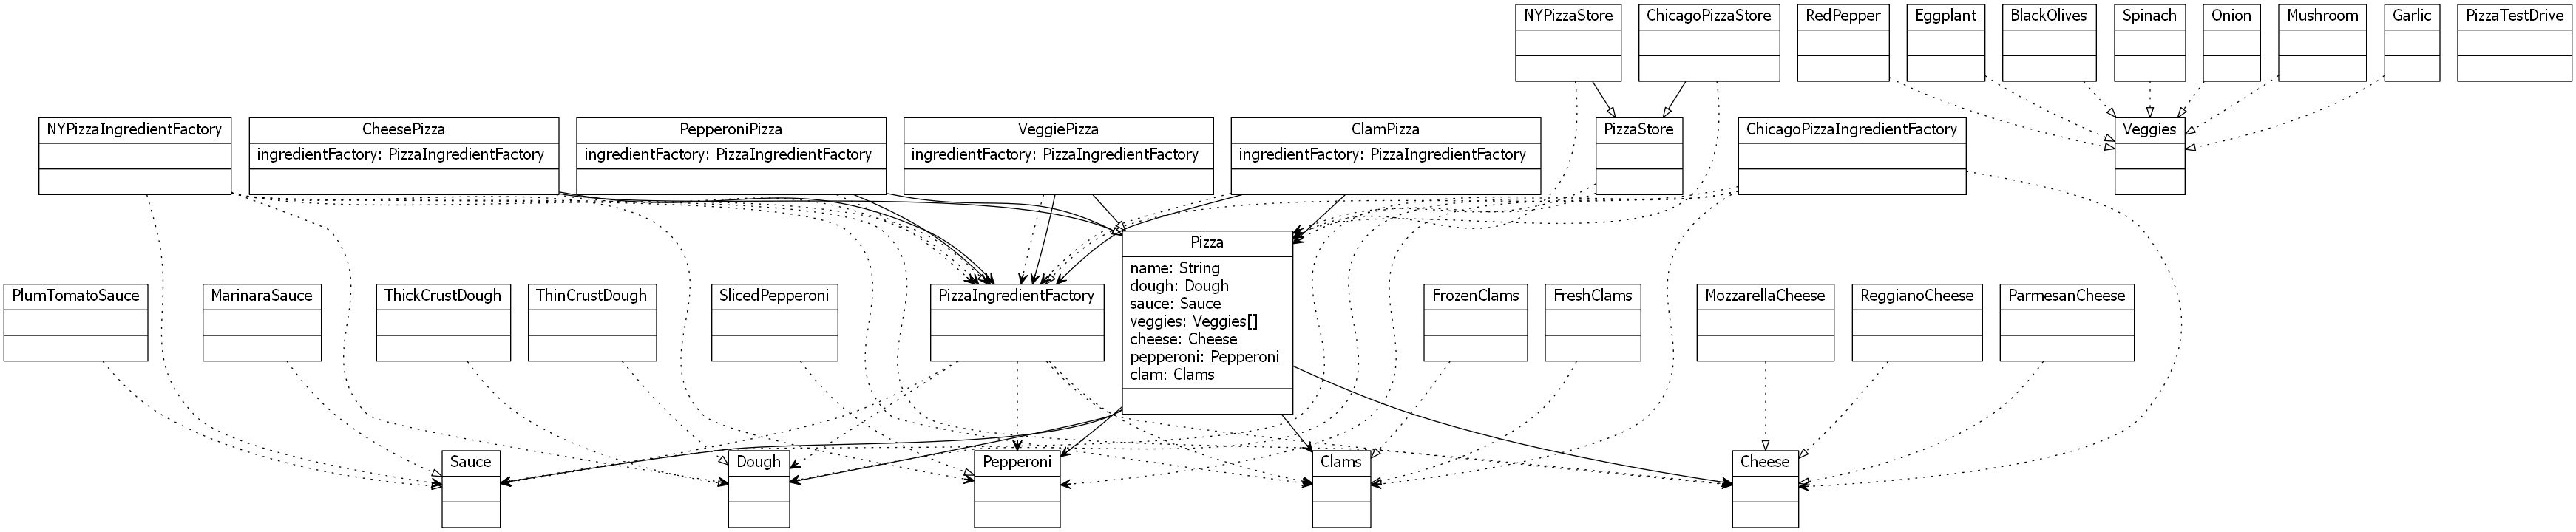 NYPizzaStore
ChicagoPizzaStore
RedPepper
Eggplant
BlackOlives
Spinach
Onion
Mushroom
Garlic
PizzaTestDrive
NYPizzaIngredientFactory
CheesePizza
ingredientFactory: PizzaIngredientFactory
PepperoniPizza
ingredientFactory: PizzaIngredientFactory
VeggiePizza
ingredientFactory: PizzaIngredientFactory
ClamPizza
ingredientFactory: PizzaIngredientFactory
PizzaStore
ChicagoPizzaIngredientFactory
Veggies
Pizza
name: String
dough: Dough
sauce: Sauce
veggies: Veggies[]
cheese: Cheese
pepperoni: Pepperoni
clam: Clams
PlumTomatoSauce
MarinaraSauce
ThickCrustDough
ThinCrustDough
SlicedPepperoni
PizzaIngredientFactory
FrozenClams
FreshClams
MozzarellaCheese
ReggianoCheese
ParmesanCheese
Sauce
Dough
Pepperoni
Clams
Cheese